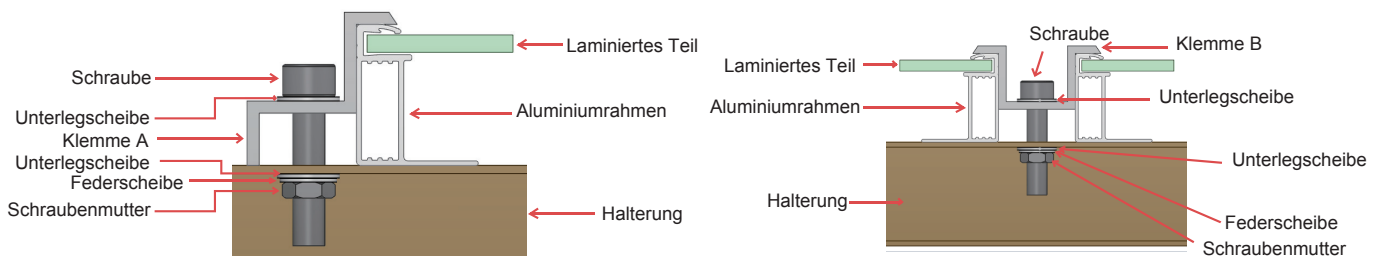 Laminiertes Teil
Schraube
Unterlegscheibe
Aluminiumrahmen
Klemme A
Unterlegscheibe
Federscheibe
Schraubenmutter
Halterung
Schraube
Klemme B
Laminiertes Teil
Unterlegscheibe
Aluminiumrahmen
Unterlegscheibe
Halterung
Federscheibe
Schraubenmutter